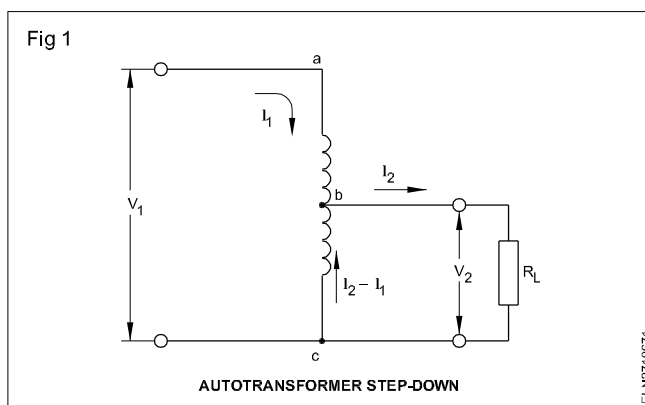 Fig 1
a
I1
I2
b
V1
V2
RL
I2 – I1
c
AUTOTRANSFORMER STEP-DOWN